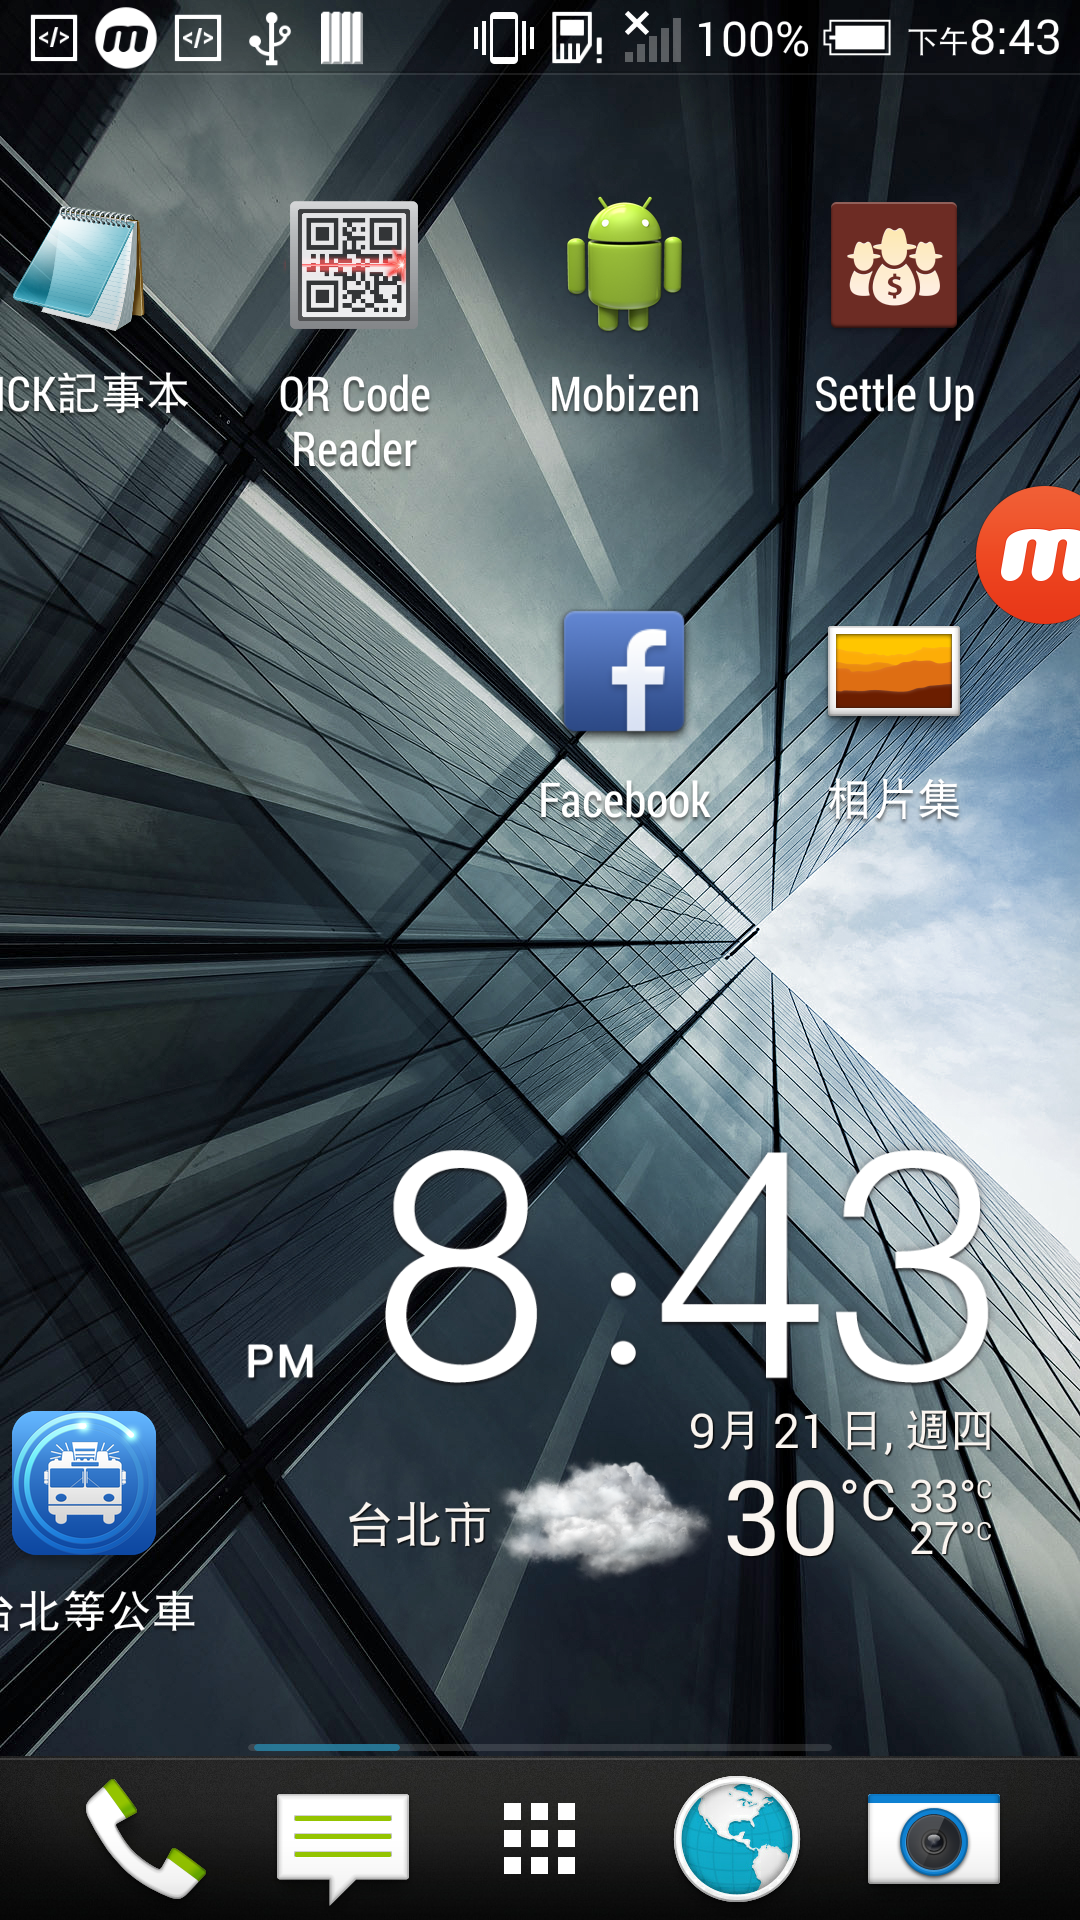 </> m </> 100% 下午8:43
ICK記事本
QR Code
Reader
Mobizen
$
Settle Up
m
f
Facebook
相片集
PM 8:43
9月 21 日, 週四
台北市 30°C 33°C
27°C
台北等公車